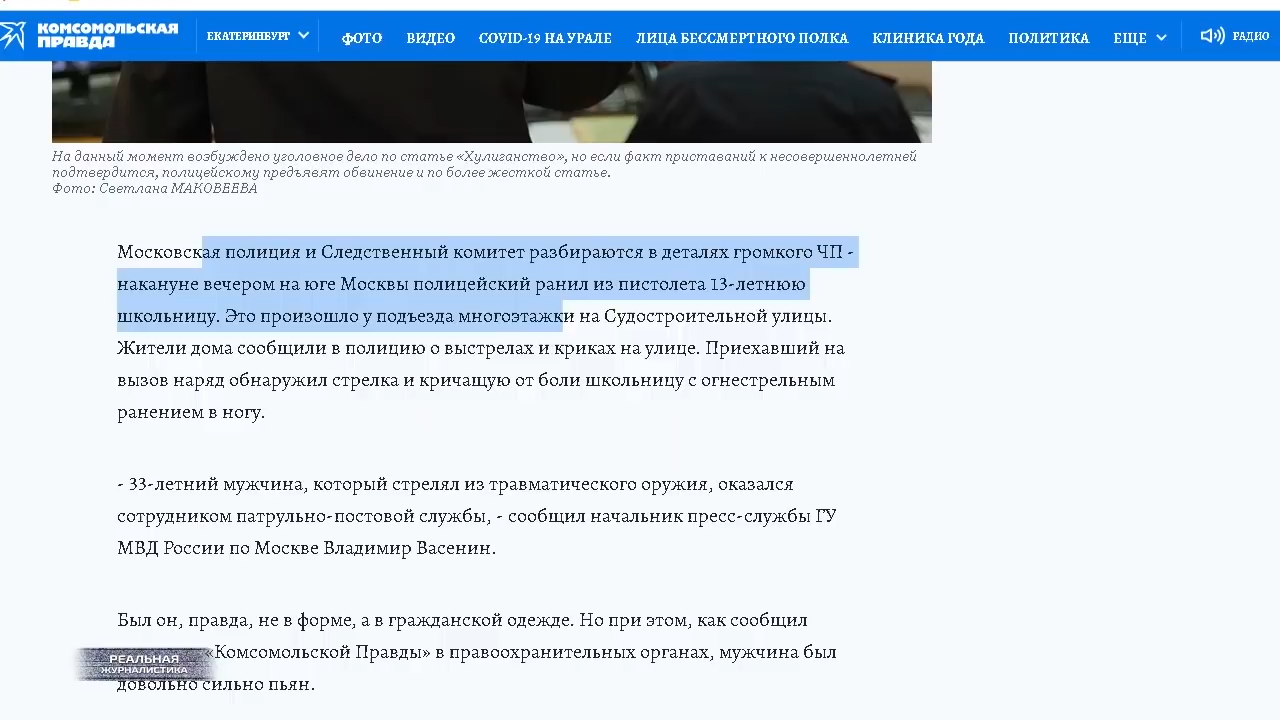 КОМСОМОЛЬСКАЯ
ПРАВДА
ЕКАТЕРИНБУРГ
ФОТО
ВИДЕО
COVID-19 НА УРАЛЕ
ЛИЦА БЕССМЕРТНОГО ПОЛКА
КЛИНИКА ГОДА
ПОЛИТИКА
ЕЩЕ
РАДИО
На данный момент возбуждено уголовное дело по статье «Хулиганство», но если факт приставаний к несовершеннолетней
подтвердится, полицейскому предъявят обвинение и по более жесткой статье.
Фото: Светлана МАКОВЕЕВА
Московская полиция и Следственный комитет разбираются в деталях громкого ЧП -
накануне вечером на юге Москвы полицейский ранил из пистолета 13-летнюю
школьницу. Это произошло у подъезда многоэтажки на Судостроительной улицы.
Жители дома сообщили в полицию о выстрелах и криках на улице. Приехавший на
вызов наряд обнаружил стрелка и кричащую от боли школьницу с огнестрельным
ранением в ногу.
- 33-летний мужчина, который стрелял из травматического оружия, оказался
сотрудником патрульно-постовой службы, - сообщил начальник пресс-службы ГУ
МВД России по Москве Владимир Васенин.
Был он, правда, не в форме, а в гражданской одежде. Но при этом, как сообщил
«Комсомольской Правды» в правоохранительных органах, мужчина был
довольно сильно пьян.
РЕАЛЬНАЯ
ЖУРНАЛИСТИКА